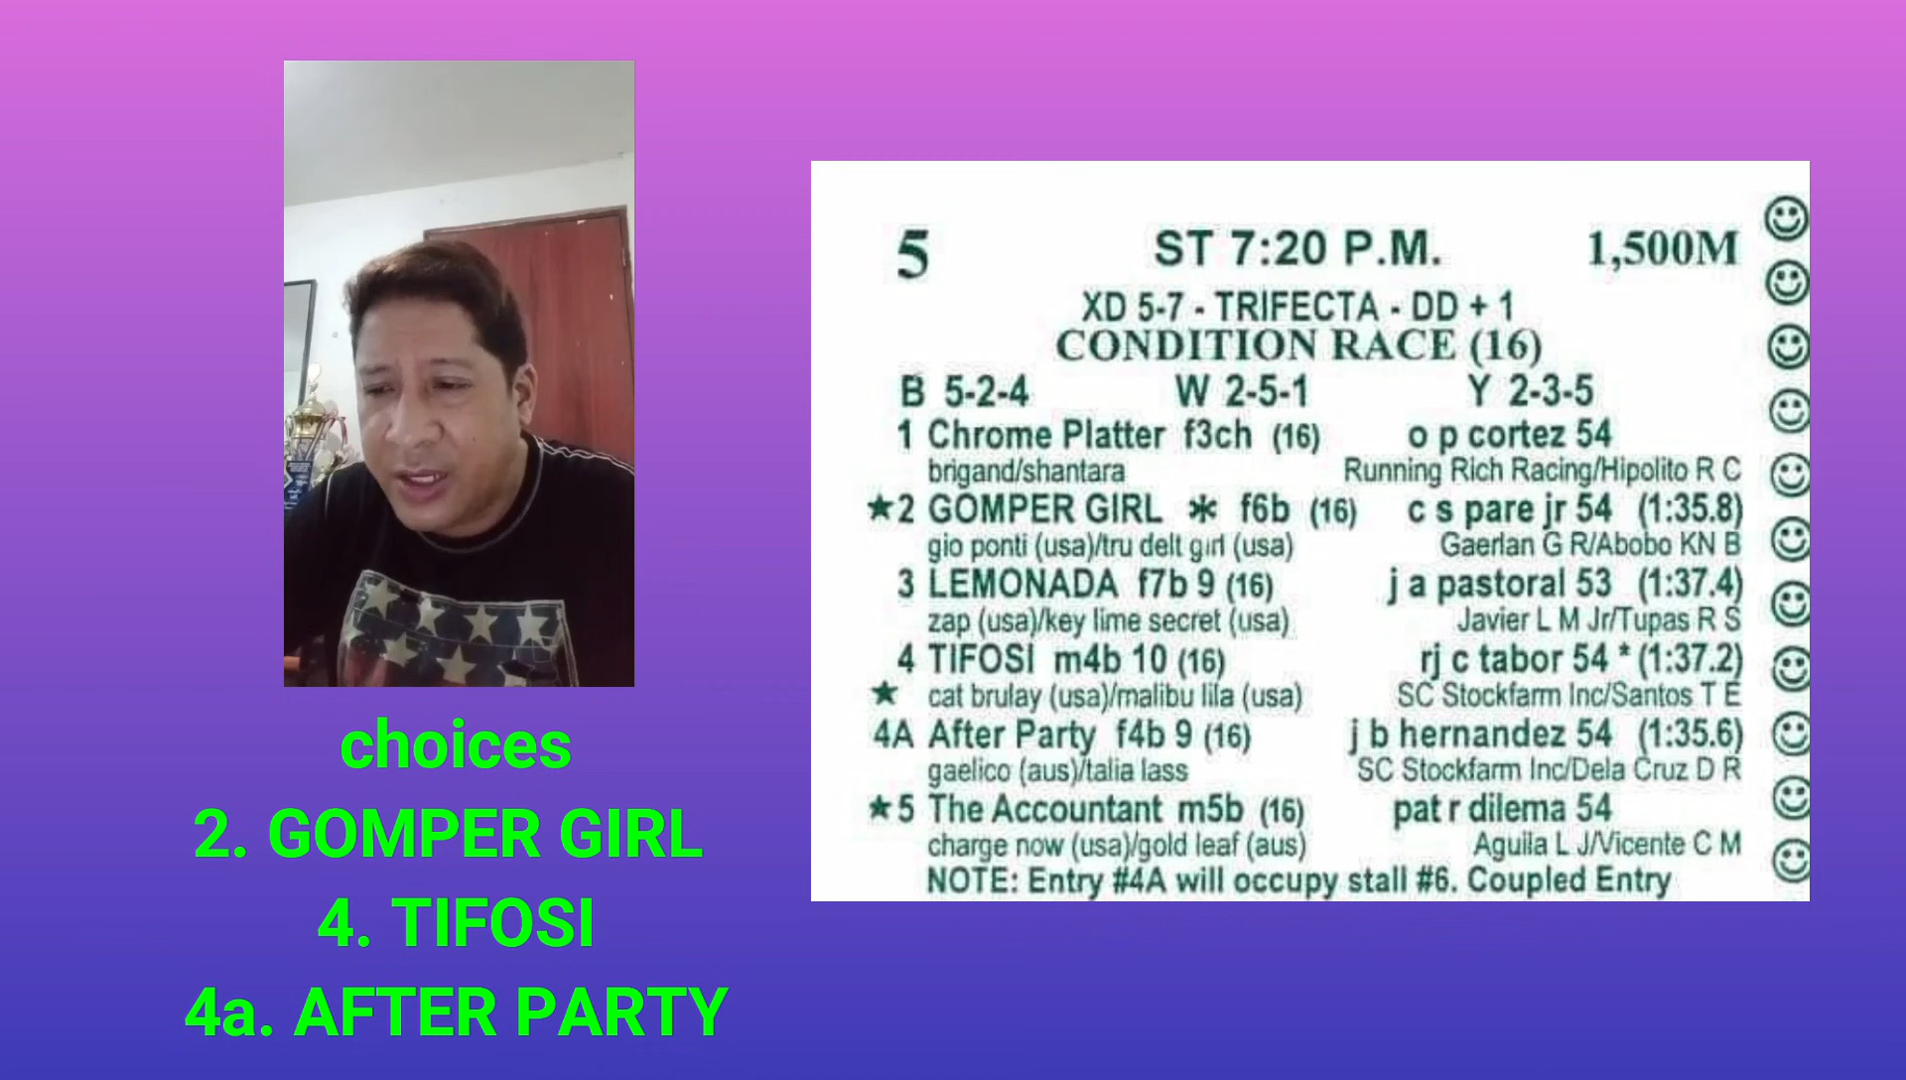 5 ST 7:20 P.M. 1,500M
XD 5-7 - TRIFECTA - DD + 1
CONDITION RACE (16)
B 5-2-4 W 2-5-1 Y 2-3-5
1 Chrome Platter f3ch (16) o p cortez 54
brigand/shantara Running Rich Racing/Hipolito R C
★2 GOMPER GIRL ✻ f6b (16) c s pare jr 54 (1:35.8)
gio ponti (usa)/tru delt girl (usa) Gaerlan G R/Abobo KN B
3 LEMONADA f7b 9 (16) j a pastoral 53 (1:37.4)
zap (usa)/key lime secret (usa) Javier L M Jr/Tupas R S
4 TIFOSI m4b 10 (16) rj c tabor 54 * (1:37.2)
★ cat brulay (usa)/malibu lila (usa) SC Stockfarm Inc/Santos T E
4A After Party f4b 9 (16) j b hernandez 54 (1:35.6)
gaelico (aus)/talia lass SC Stockfarm Inc/Dela Cruz D R
★5 The Accountant m5b (16) pat r dilema 54
charge now (usa)/gold leaf (aus) Aguila L J/Vicente C M
NOTE: Entry #4A will occupy stall #6. Coupled Entry
choices
2. GOMPER GIRL
4. TIFOSI
4a. AFTER PARTY